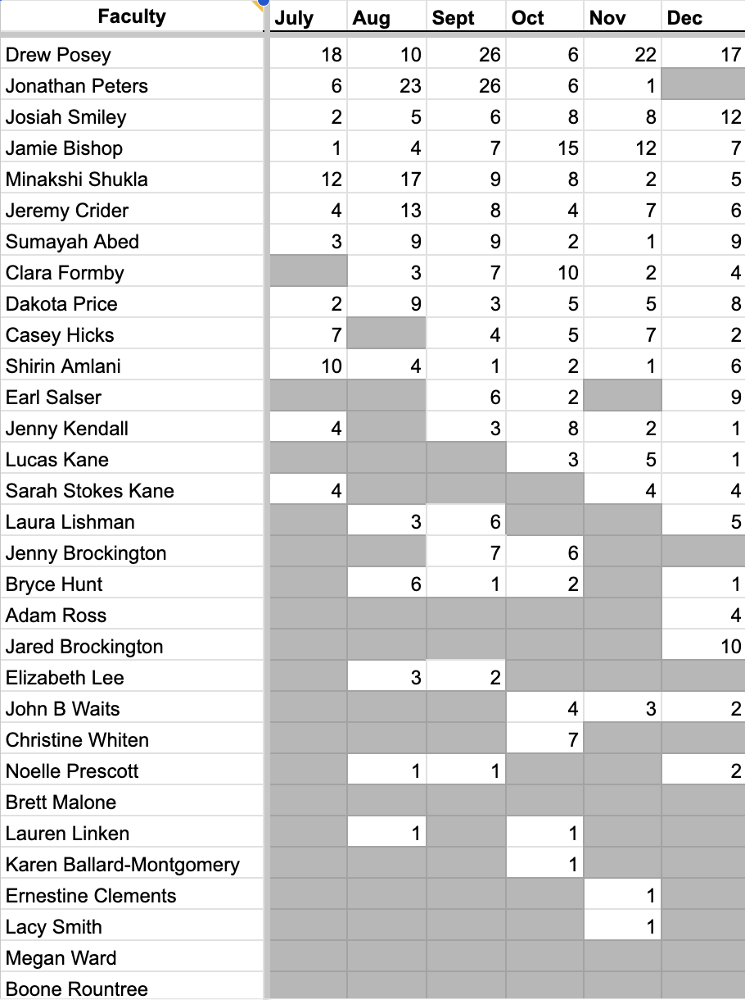 Faculty July Aug Sept Oct Nov Dec
Drew Posey 18 10 26 6 22 17
Jonathan Peters 6 23 26 6 1
Josiah Smiley 2 5 6 8 8 12
Jamie Bishop 1 4 7 15 12 7
Minakshi Shukla 12 17 9 8 2 5
Jeremy Crider 4 13 8 4 7 6
Sumayah Abed 3 9 9 2 1 9
Clara Formby 3 7 10 2 4
Dakota Price 2 9 3 5 5 8
Casey Hicks 7 4 5 7 2
Shirin Amlani 10 4 1 2 1 6
Earl Salser 6 2 9
Jenny Kendall 4 3 8 2 1
Lucas Kane 3 5 1
Sarah Stokes Kane 4 4 4
Laura Lishman 3 6 5
Jenny Brockington 7 6
Bryce Hunt 6 1 2 1
Adam Ross 4
Jared Brockington 10
Elizabeth Lee 3 2
John B Waits 4 3 2
Christine Whiten 7
Noelle Prescott 1 1 2
Brett Malone
Lauren Linken 1 1
Karen Ballard-Montgomery 1
Ernestine Clements 1
Lacy Smith 1
Megan Ward
Boone Rountree